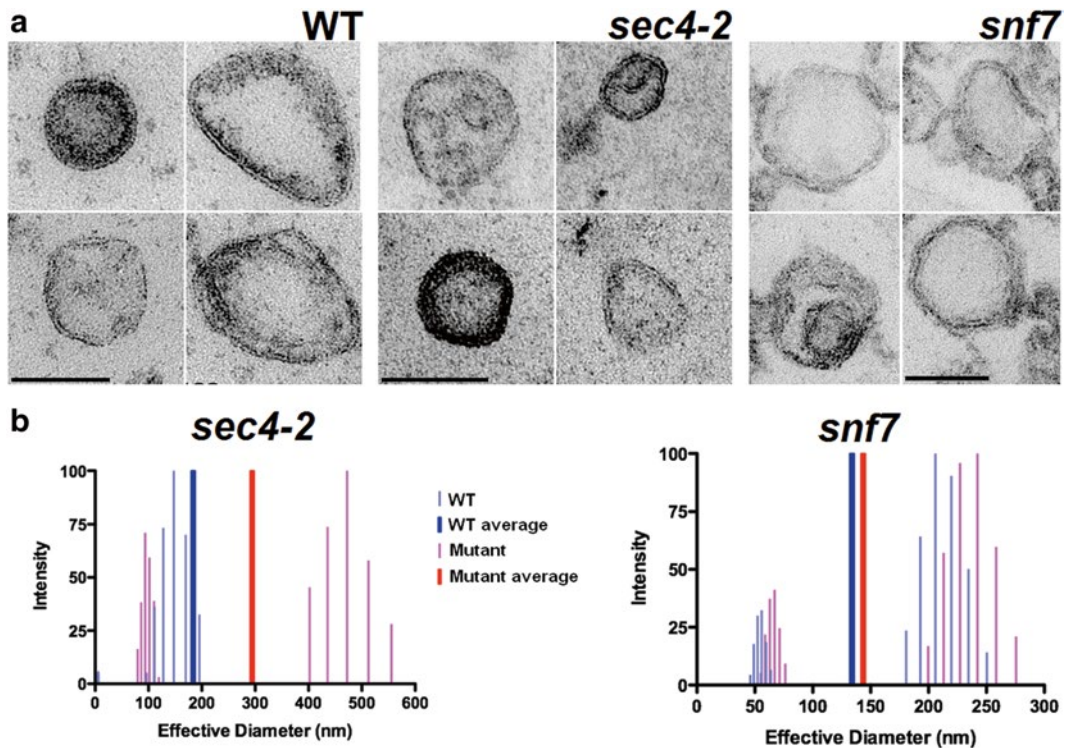 a
WT
sec4-2
snf7
b
sec4-2
snf7
100
75
50
25
0
Intensity
0 100 200 300 400 500 600
Effective Diameter (nm)
WT
WT average
Mutant
Mutant average
100
75
50
25
0
Intensity
0 50 100 150 200 250 300
Effective Diameter (nm)